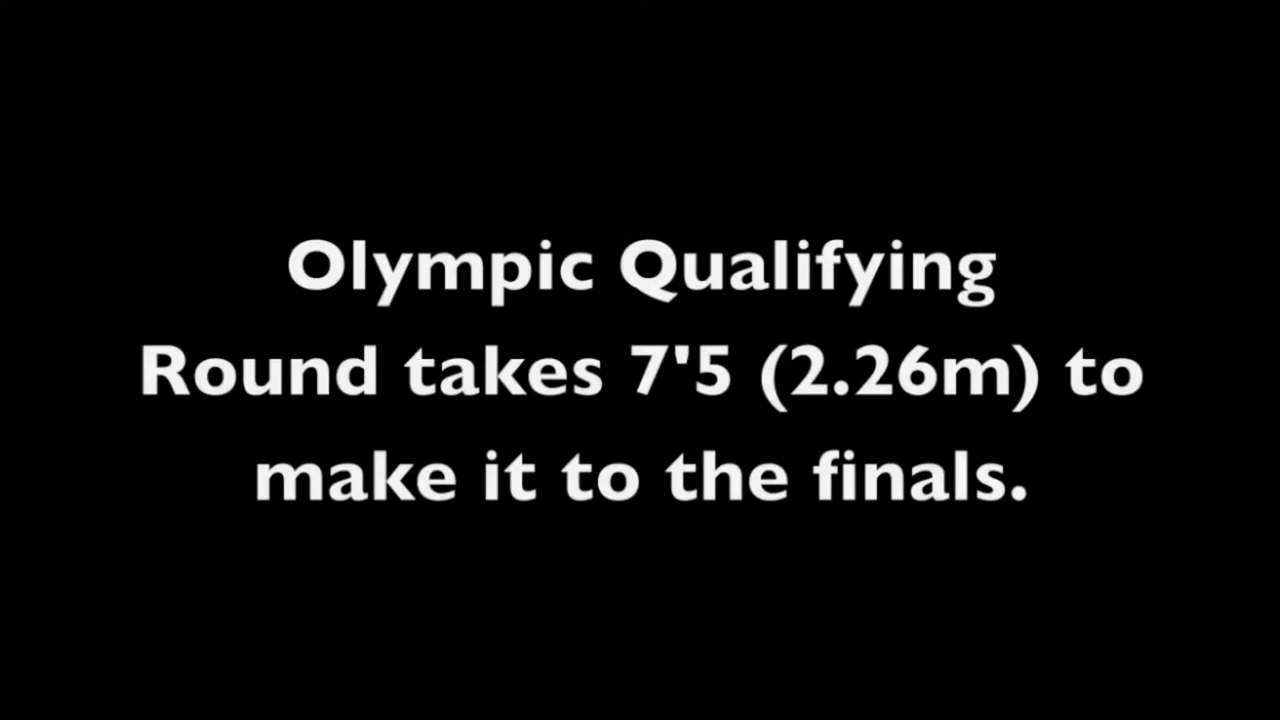 Olympic Qualifying
Round takes 7'5 (2.26m) to
make it to the finals.